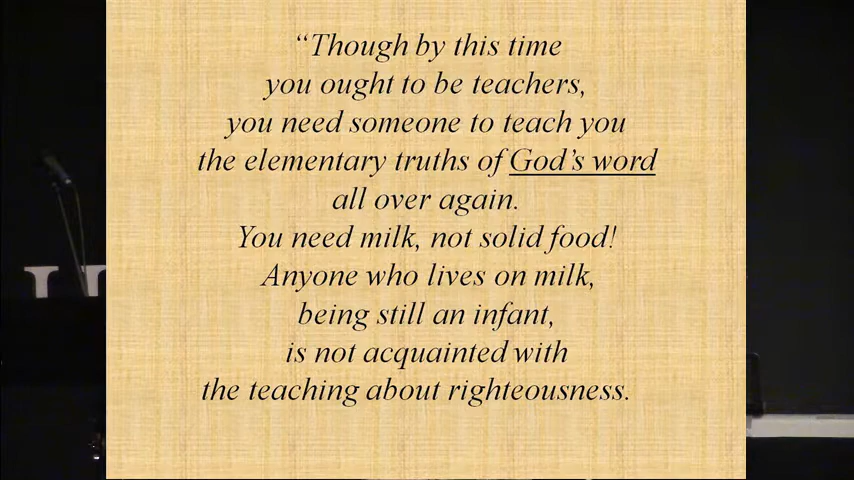 “Though by this time
you ought to be teachers,
you need someone to teach you
the elementary truths of God’s word
all over again.
You need milk, not solid food!
Anyone who lives on milk,
being still an infant,
is not acquainted with
the teaching about righteousness.